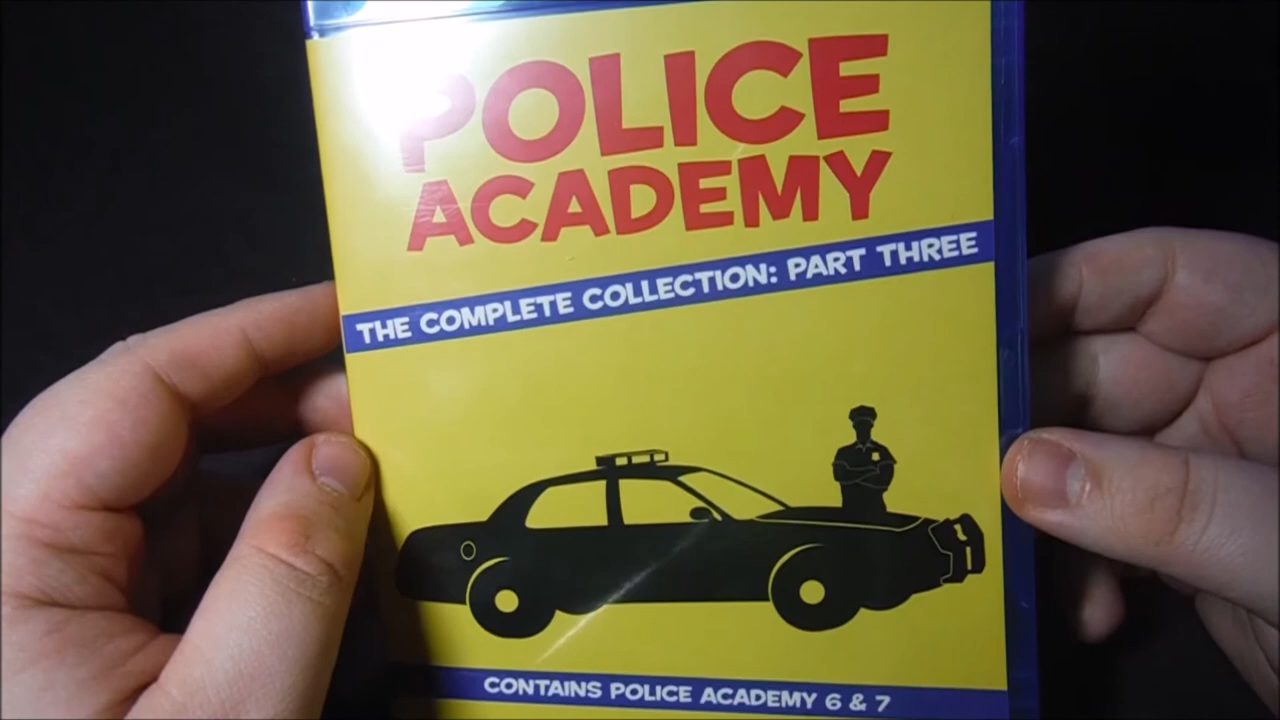 POLICE
ACADEMY
THE COMPLETE COLLECTION: PART THREE
CONTAINS POLICE ACADEMY 6 & 7